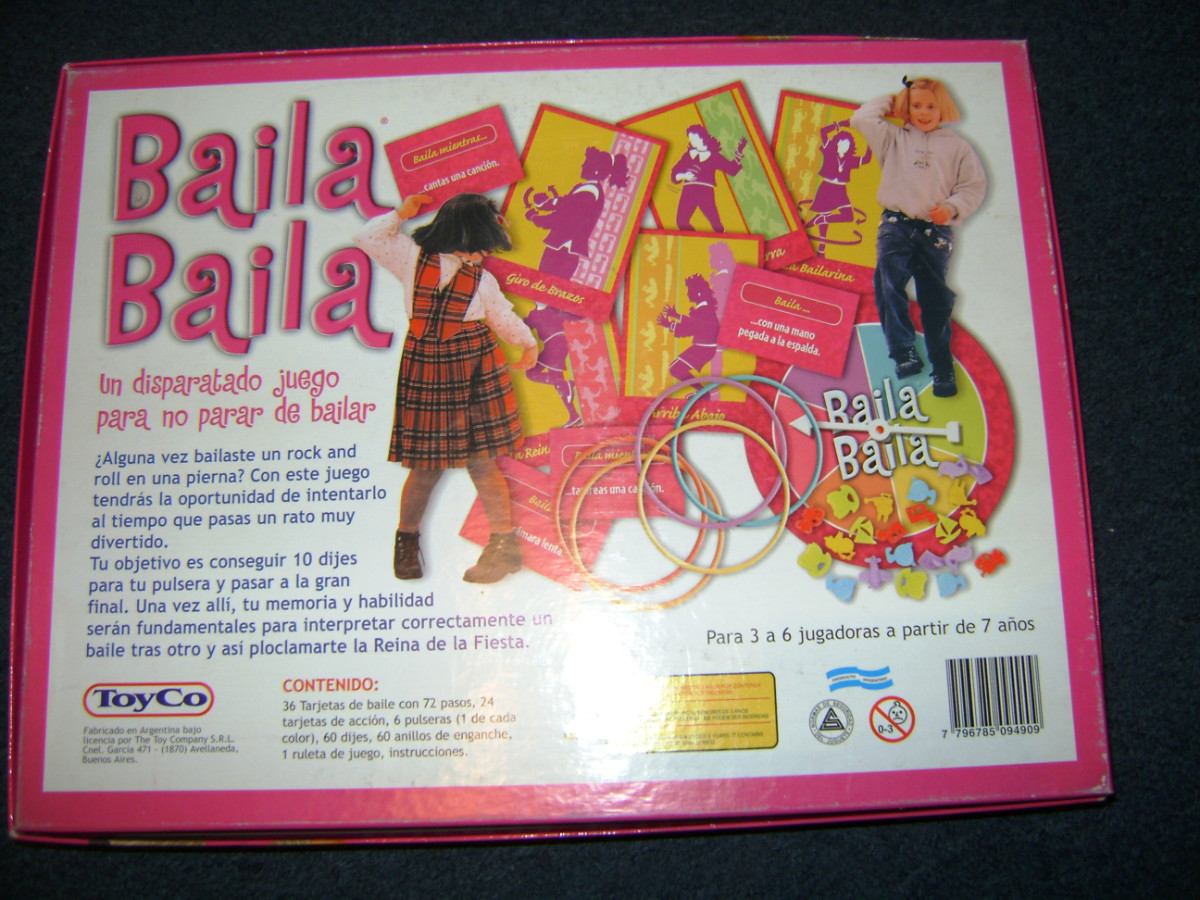 Baila
Baila
®
Un disparatado juego
para no parar de bailar
¿Alguna vez bailaste un rock and
roll en una pierna? Con este juego
tendrás la oportunidad de intentarlo
al tiempo que pasas un rato muy
divertido.
Tu objetivo es conseguir 10 dijes
para tu pulsera y pasar a la gran
final. Una vez allí, tu memoria y habilidad
serán fundamentales para interpretar correctamente un
baile tras otro y así ploclamarte la Reina de la Fiesta.
Baila mientras...
...cantas una canción.
Giro de Brazos
Bailarina
Baila ...
...con una mano
pegada a la espalda.
Arriba Abajo
Baila
...tarareas una canción.
lenta...
Baila
Baila
Para 3 a 6 jugadoras a partir de 7 años
ToyCo
Fabricado en Argentina bajo
licencia por The Toy Company S.R.L.
Cnel. García 471 - (1870) Avellaneda,
Buenos Aires.
CONTENIDO:
36 Tarjetas de baile con 72 pasos, 24
tarjetas de acción, 6 pulseras (1 de cada
color), 60 dijes, 60 anillos de enganche,
1 ruleta de juego, instrucciones.
0-3
7 796785 094909